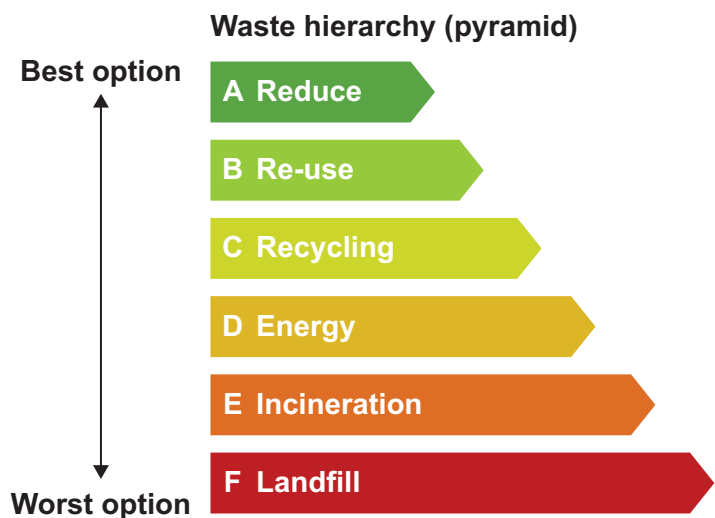 Waste hierarchy (pyramid)
Best option
A Reduce
B Re-use
C Recycling
D Energy
E Incineration
F Landfill
Worst option